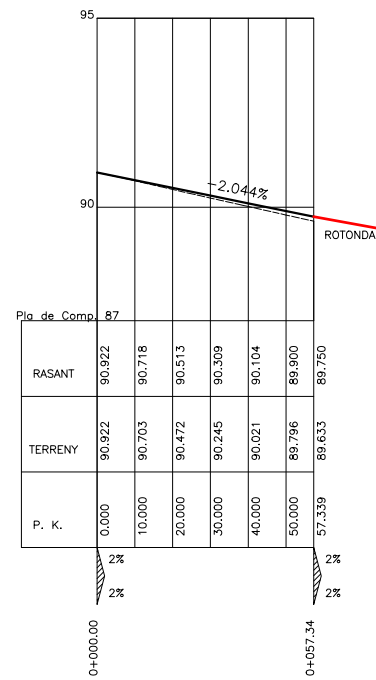 95
-2.044%
90
ROTONDA
Pla de Comp. 87
RASANT 90.922 90.718 90.513 90.309 90.104 89.900 89.750
TERRENY 90.922 90.703 90.472 90.245 90.021 89.796 89.633
P. K. 0.000 10.000 20.000 30.000 40.000 50.000 57.339
2% 2%
2% 2%
0+000.00 0+057.34